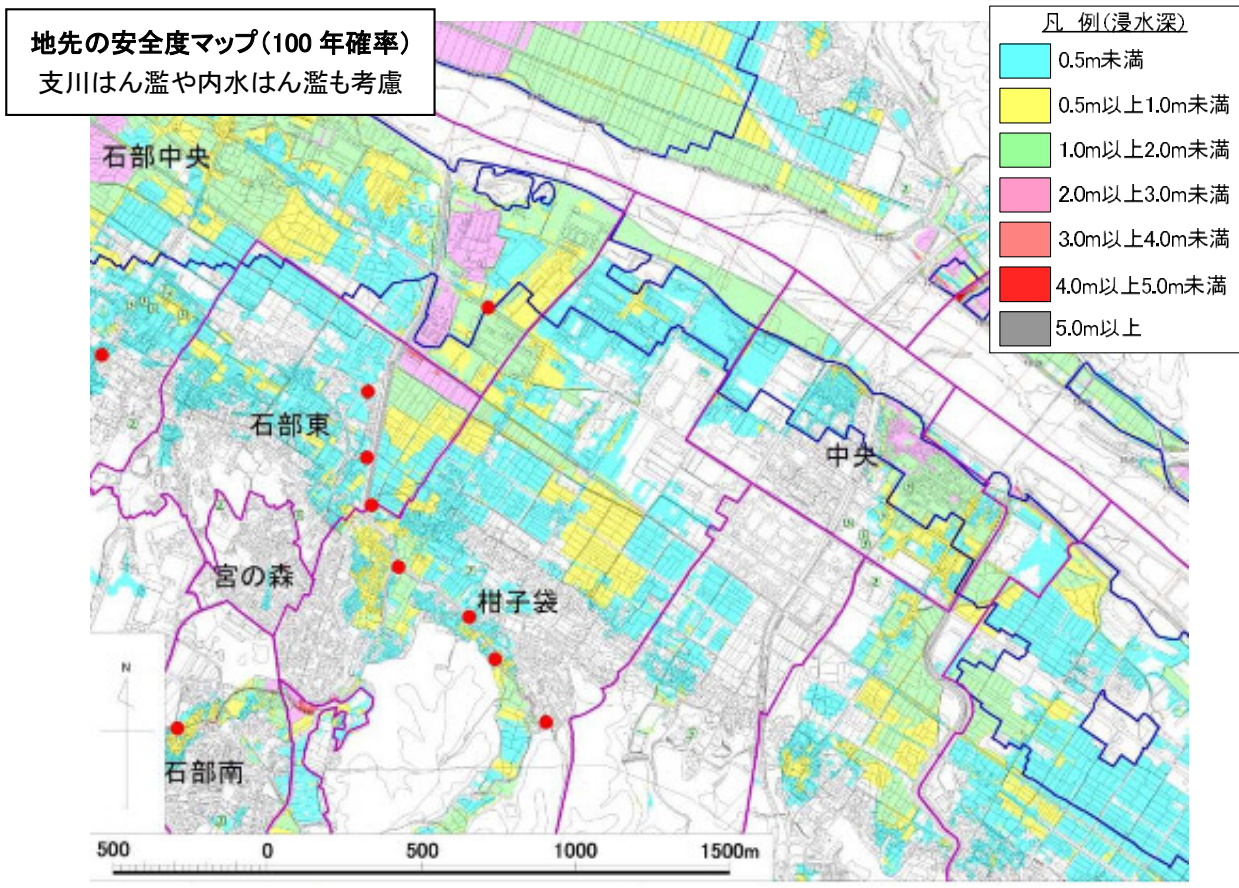 地先の安全度マップ(100 年確率)
支川はん濫や内水はん濫も考慮
凡 例(浸水深)
0.5m未満
0.5m以上1.0m未満
1.0m以上2.0m未満
2.0m以上3.0m未満
3.0m以上4.0m未満
4.0m以上5.0m未満
5.0m以上
石部中央
石部東
中央
宮の森
柑子袋
石部南
N
500 0 500 1000 1500m